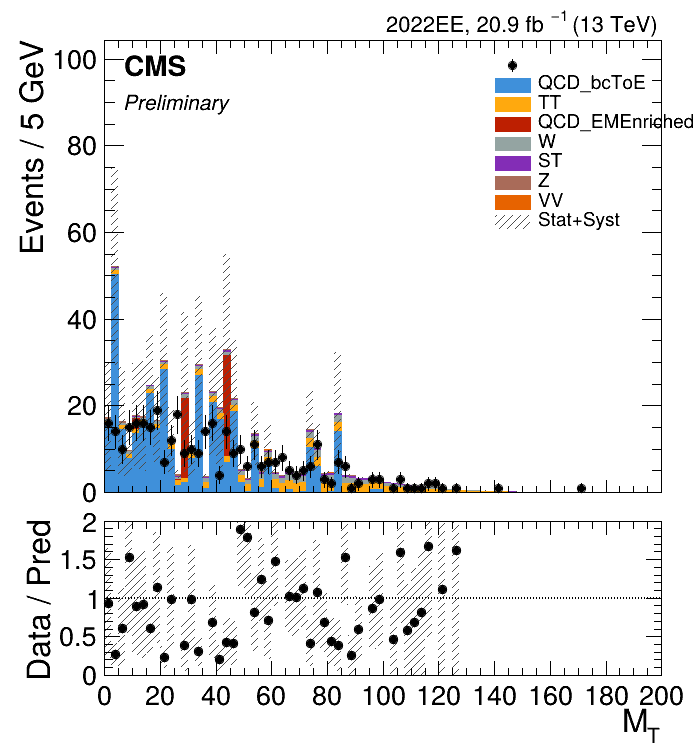 2022EE, 20.9 fb⁻¹ (13 TeV)
CMS
Preliminary
QCD_bcToE
TT
QCD_EMEnriched
W
ST
Z
VV
Stat+Syst
Events / 5 GeV
100
80
60
40
20
0
Data / Pred
2
1.5
1
0.5
0
0 20 40 60 80 100 120 140 160 180 200
M_T